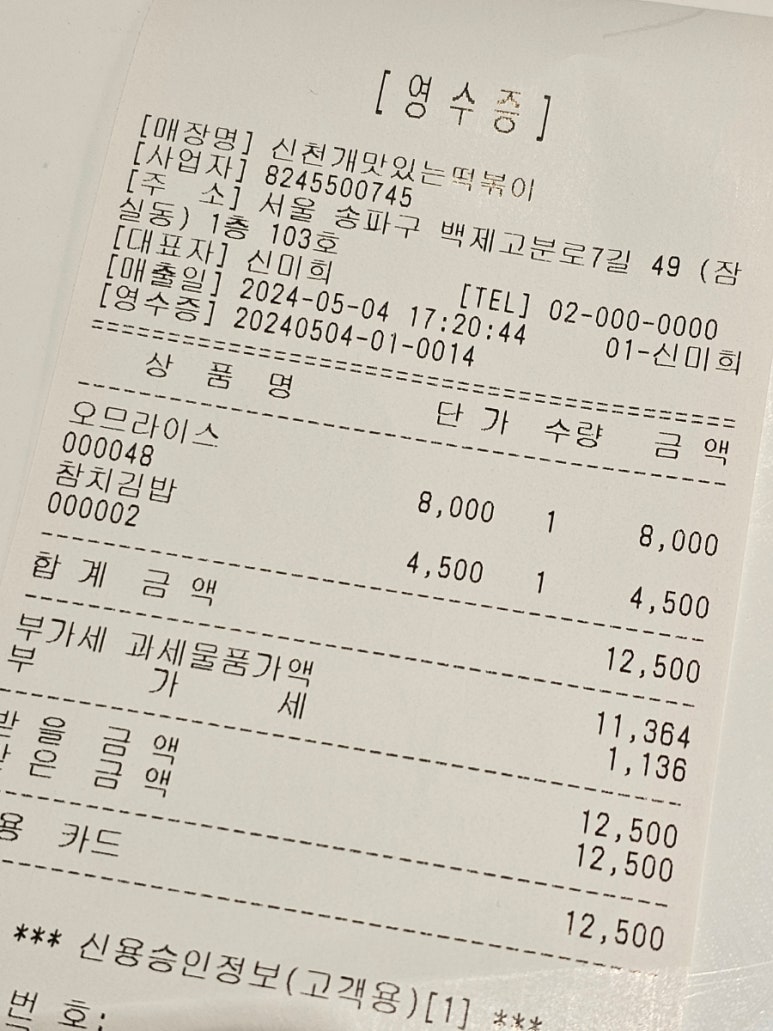 [영수증]
[매장명] 신천개맛있는떡볶이
[사업자] 8245500745
[주 소] 서울 송파구 백제고분로7길 49 (잠
실동) 1층 103호
[대표자] 신미희 [TEL] 02-000-0000
[매출일] 2024-05-04 17:20:44 01-신미희
[영수증] 20240504-01-0014
상 품 명 단 가 수량 금 액
오므라이스
000048 8,000 1 8,000
참치김밥
000002 4,500 1 4,500
합 계 금 액 12,500
부가세 과세물품가액 11,364
부 가 세 1,136
받 을 금 액 12,500
받 은 금 액 12,500
용 카드 12,500
*** 신용승인정보(고객용)[1] ***
번 호: